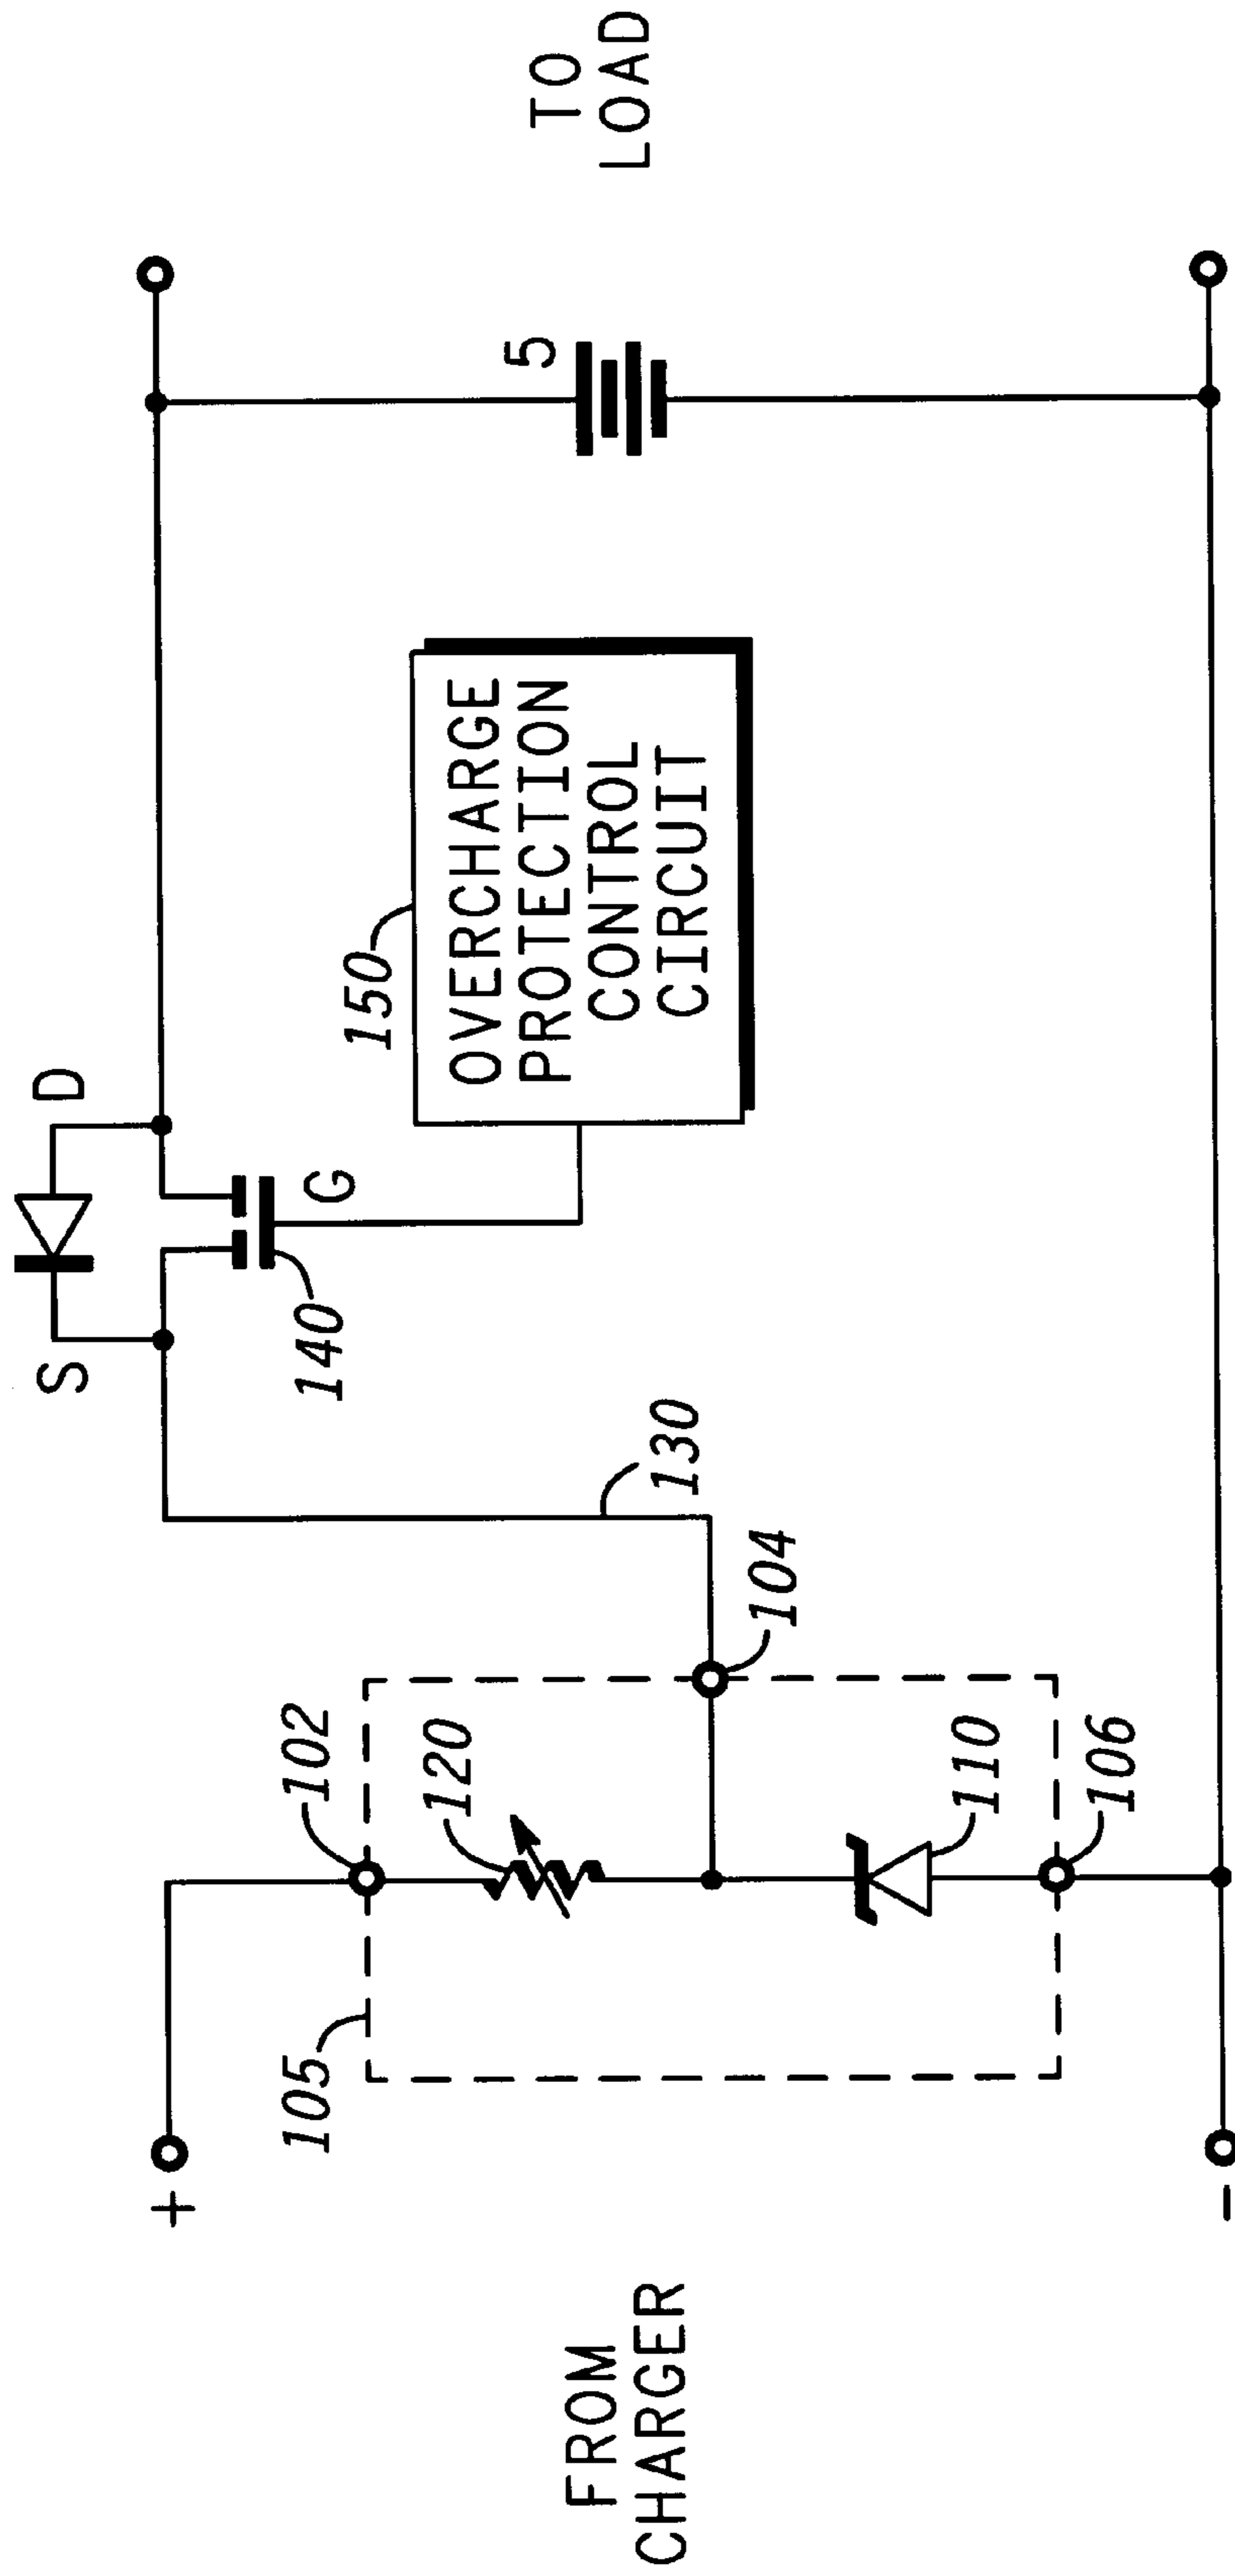 FROM
CHARGER
+
-
105
102
120
104
110
106
130
S
D
140
G
150
OVERCHARGE
PROTECTION
CONTROL
CIRCUIT
5
TO
LOAD